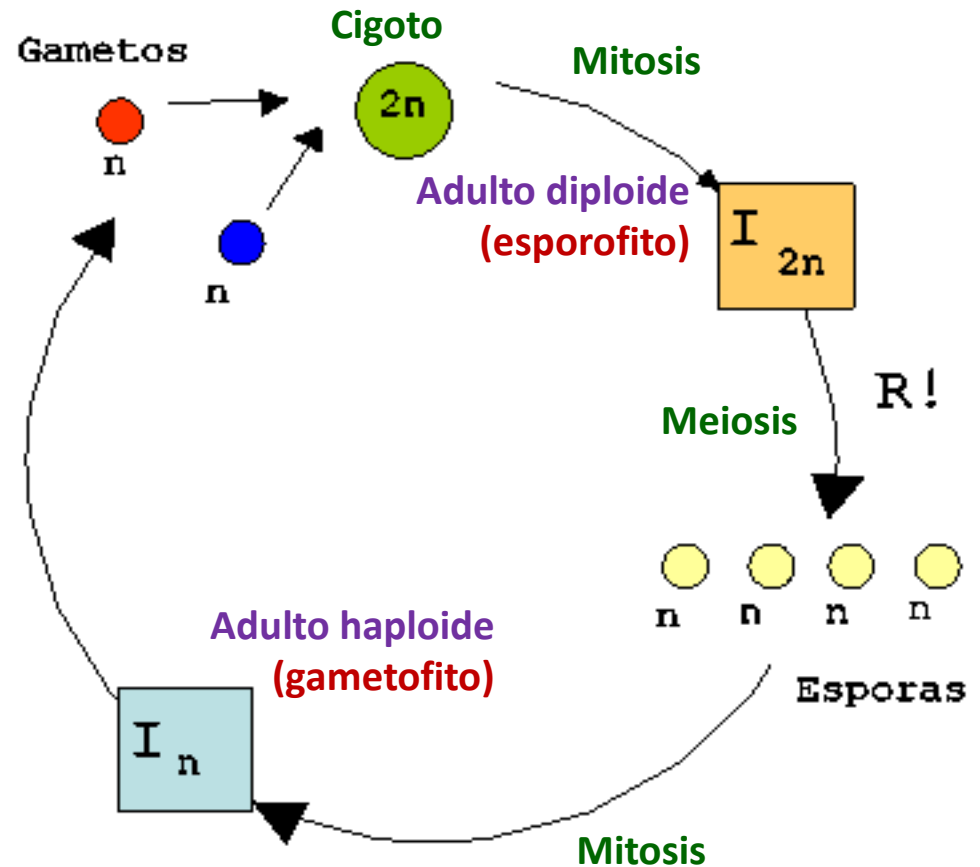 Cigoto
Gametos
Mitosis
2n
n
Adulto diploide
(esporofito)
I 2n
n
R!
Meiosis
n n n n
Adulto haploide
(gametofito)
Esporas
I n
Mitosis